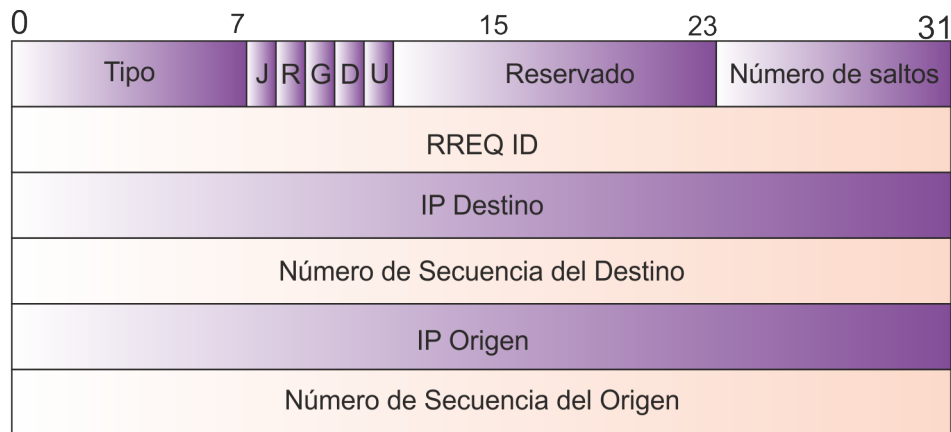 0 7 15 23 31
Tipo J R G D U Reservado Número de saltos
RREQ ID
IP Destino
Número de Secuencia del Destino
IP Origen
Número de Secuencia del Origen